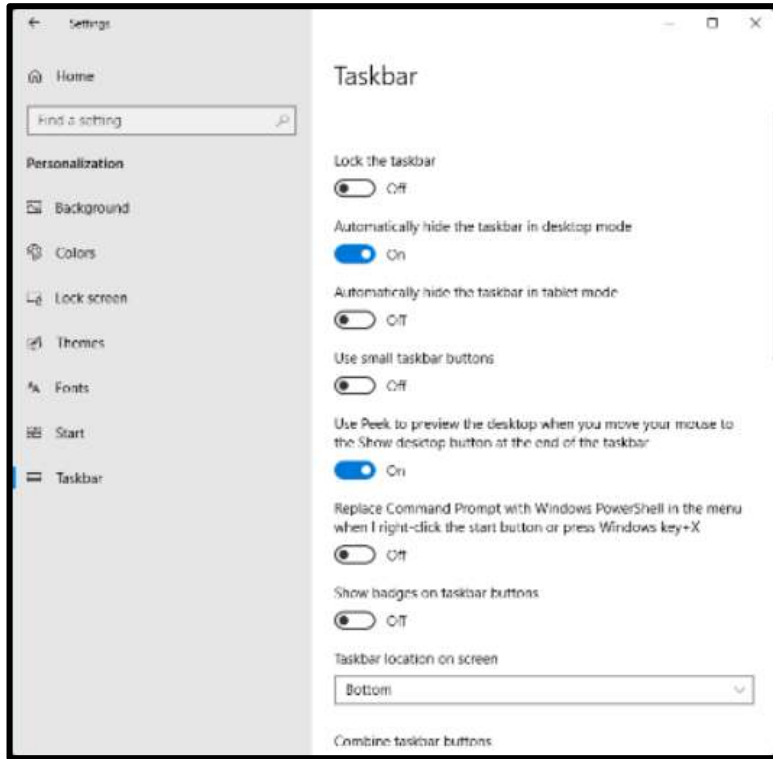 Settings
Home
Find a setting
Personalization
Background
Colors
Lock screen
Themes
Fonts
Start
Taskbar
Taskbar
Lock the taskbar
Off
Automatically hide the taskbar in desktop mode
On
Automatically hide the taskbar in tablet mode
Off
Use small taskbar buttons
Off
Use Peek to preview the desktop when you move your mouse to
the Show desktop button at the end of the taskbar
On
Replace Command Prompt with Windows PowerShell in the menu
when I right-click the start button or press Windows key+X
Off
Show badges on taskbar buttons
Off
Taskbar location on screen
Bottom
Combine taskbar buttons